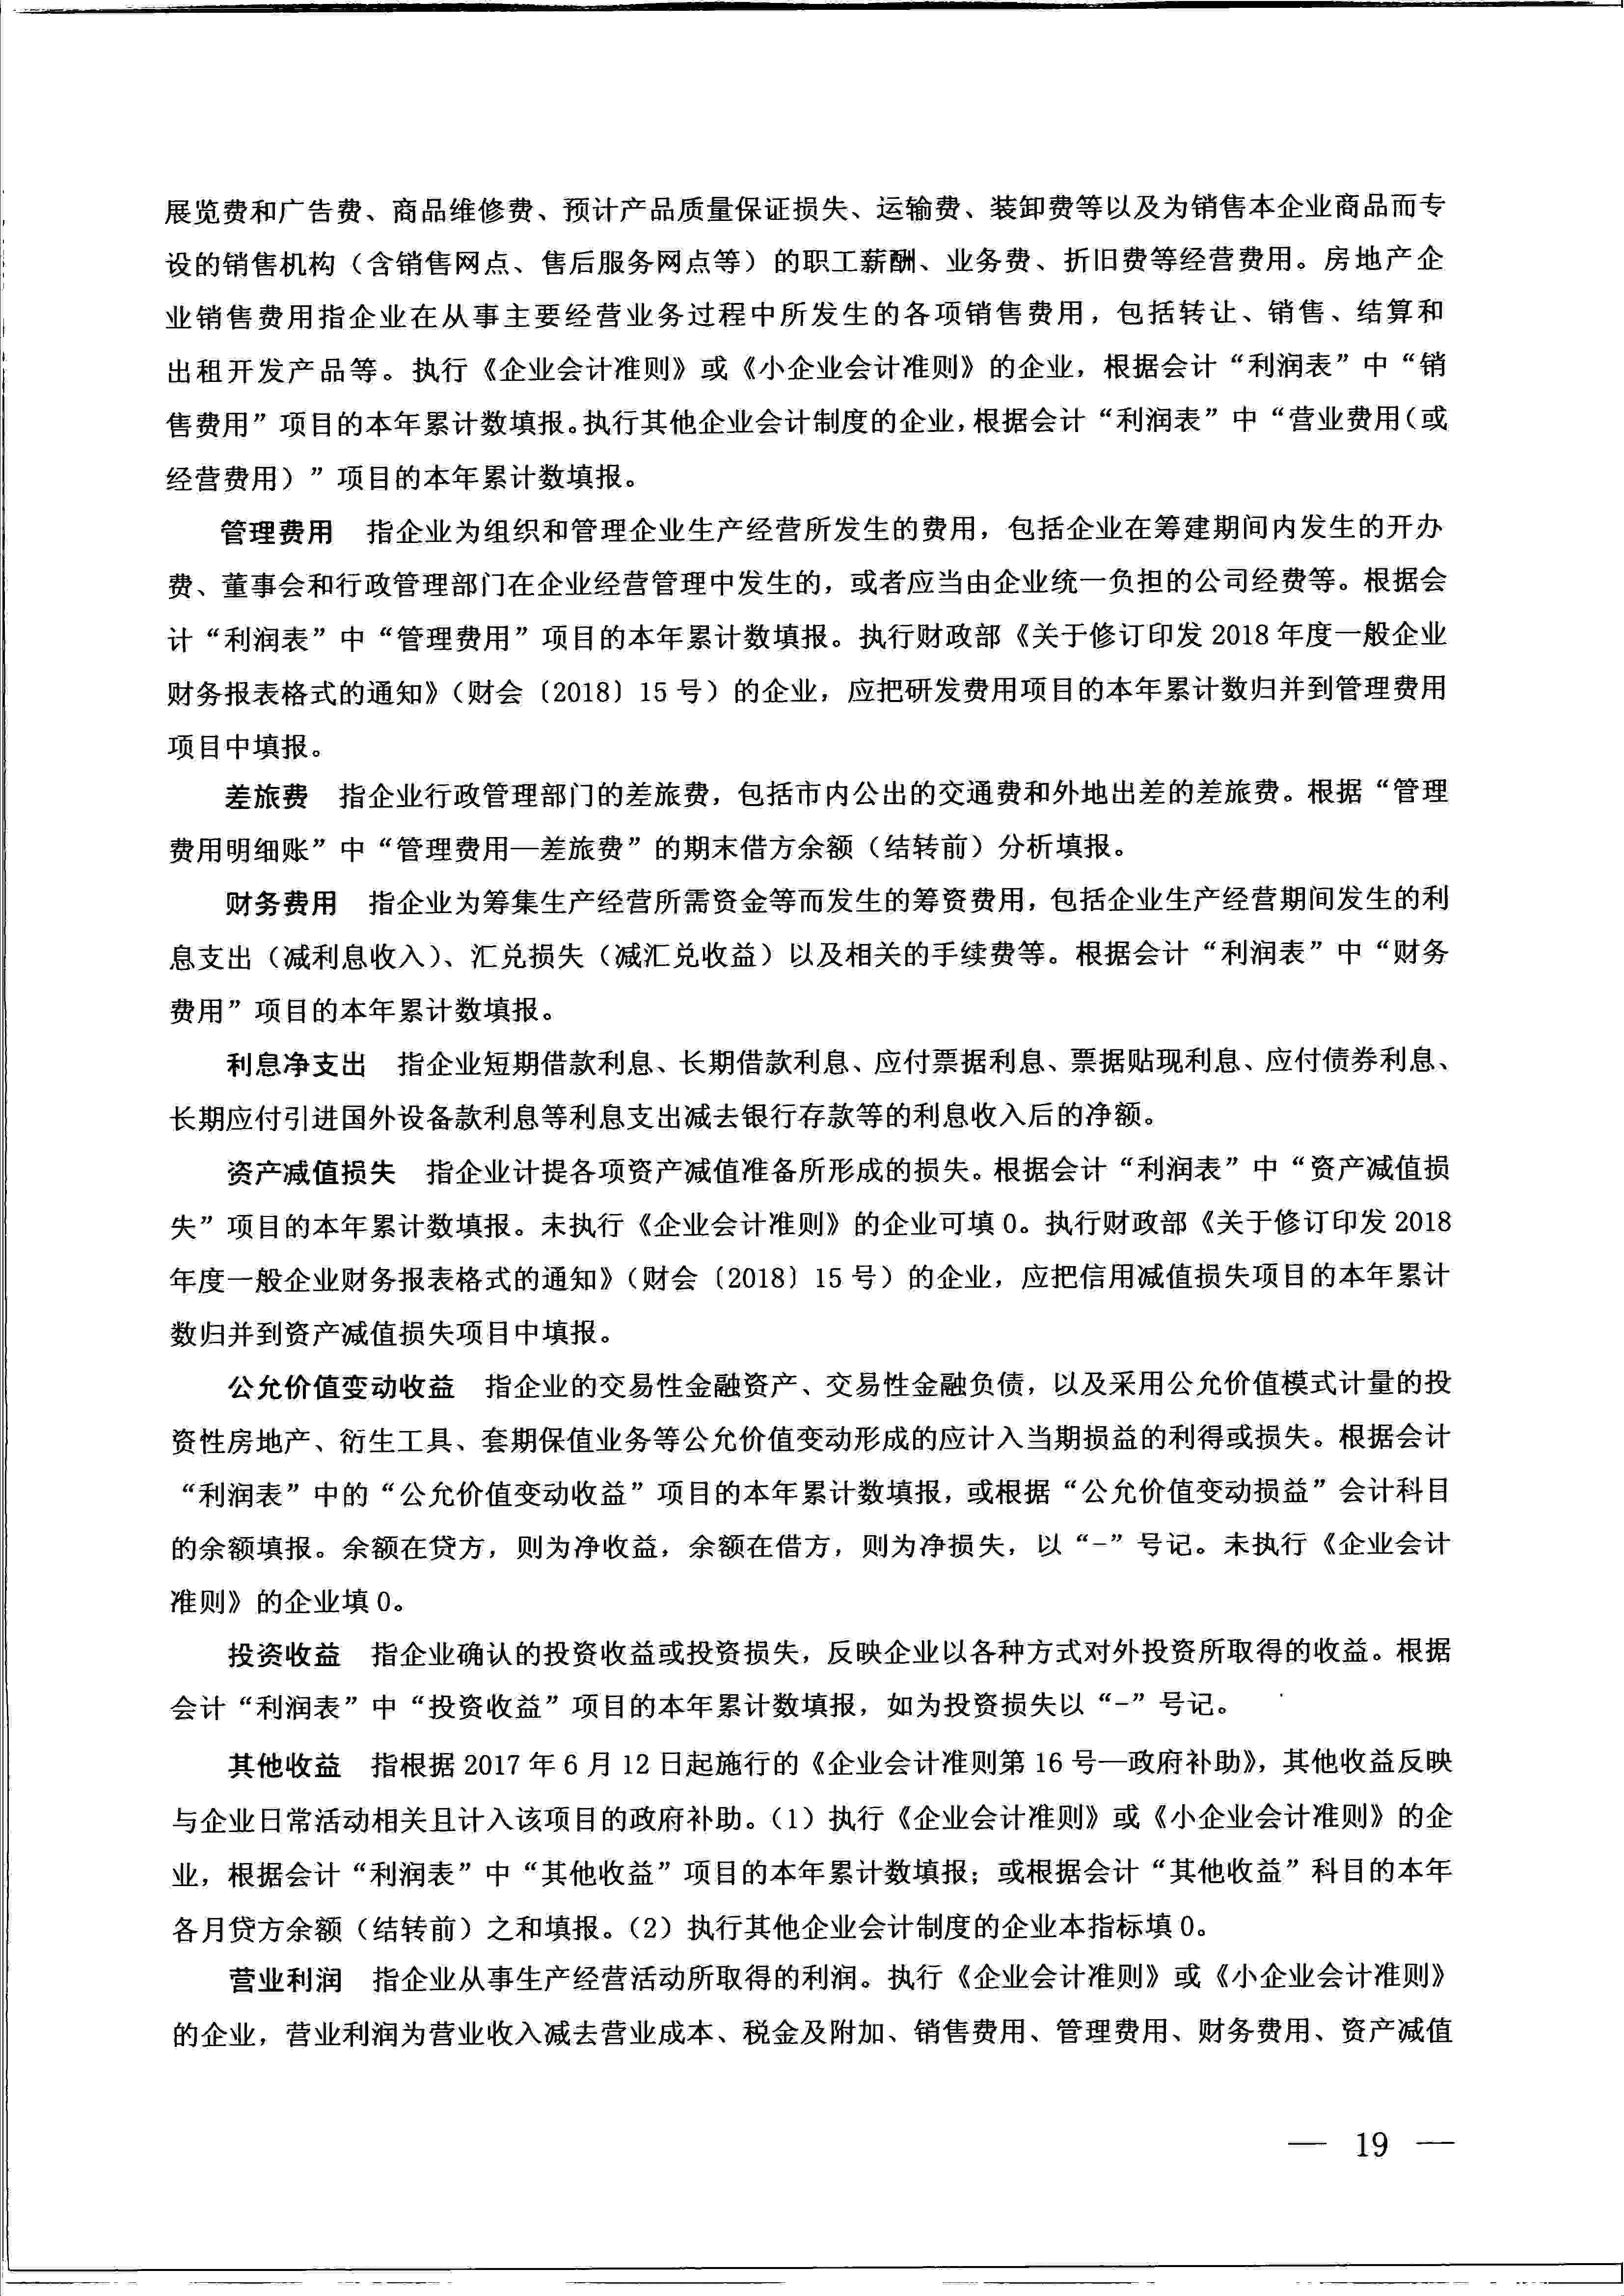 展览费和广告费、商品维修费、预计产品质量保证损失、运输费、装卸费等以及为销售本企业商品而专
设的销售机构（含销售网点、售后服务网点等）的职工薪酬、业务费、折旧费等经营费用。房地产企
业销售费用指企业在从事主要经营业务过程中所发生的各项销售费用，包括转让、销售、结算和
出租开发产品等。执行《企业会计准则》或《小企业会计准则》的企业，根据会计“利润表”中“销
售费用”项目的本年累计数填报。执行其他企业会计制度的企业，根据会计“利润表”中“营业费用（或
经营费用）”项目的本年累计数填报。
管理费用　指企业为组织和管理企业生产经营所发生的费用，包括企业在筹建期间内发生的开办
费、董事会和行政管理部门在企业经营管理中发生的，或者应当由企业统一负担的公司经费等。根据会
计“利润表”中“管理费用”项目的本年累计数填报。执行财政部《关于修订印发 2018 年度一般企业
财务报表格式的通知》（财会〔2018〕15 号）的企业，应把研发费用项目的本年累计数归并到管理费用
项目中填报。
差旅费　指企业行政管理部门的差旅费，包括市内公出的交通费和外地出差的差旅费。根据“管理
费用明细账”中“管理费用—差旅费”的期末借方余额（结转前）分析填报。
财务费用　指企业为筹集生产经营所需资金等而发生的筹资费用，包括企业生产经营期间发生的利
息支出（减利息收入）、汇兑损失（减汇兑收益）以及相关的手续费等。根据会计“利润表”中“财务
费用”项目的本年累计数填报。
利息净支出　指企业短期借款利息、长期借款利息、应付票据利息、票据贴现利息、应付债券利息、
长期应付引进国外设备款利息等利息支出减去银行存款等的利息收入后的净额。
资产减值损失　指企业计提各项资产减值准备所形成的损失。根据会计“利润表”中“资产减值损
失”项目的本年累计数填报。未执行《企业会计准则》的企业可填 0。执行财政部《关于修订印发 2018
年度一般企业财务报表格式的通知》（财会〔2018〕15 号）的企业，应把信用减值损失项目的本年累计
数归并到资产减值损失项目中填报。
公允价值变动收益　指企业的交易性金融资产、交易性金融负债，以及采用公允价值模式计量的投
资性房地产、衍生工具、套期保值业务等公允价值变动形成的应计入当期损益的利得或损失。根据会计
“利润表”中的“公允价值变动收益”项目的本年累计数填报，或根据“公允价值变动损益”会计科目
的余额填报。余额在贷方，则为净收益，余额在借方，则为净损失，以“-”号记。未执行《企业会计
准则》的企业填 0。
投资收益　指企业确认的投资收益或投资损失，反映企业以各种方式对外投资所取得的收益。根据
会计“利润表”中“投资收益”项目的本年累计数填报，如为投资损失以“-”号记。
其他收益　指根据 2017 年 6 月 12 日起施行的《企业会计准则第 16 号—政府补助》，其他收益反映
与企业日常活动相关且计入该项目的政府补助。（1）执行《企业会计准则》或《小企业会计准则》的企
业，根据会计“利润表”中“其他收益”项目的本年累计数填报；或根据会计“其他收益”科目的本年
各月贷方余额（结转前）之和填报。（2）执行其他企业会计制度的企业本指标填 0。
营业利润　指企业从事生产经营活动所取得的利润。执行《企业会计准则》或《小企业会计准则》
的企业，营业利润为营业收入减去营业成本、税金及附加、销售费用、管理费用、财务费用、资产减值
— 19 —